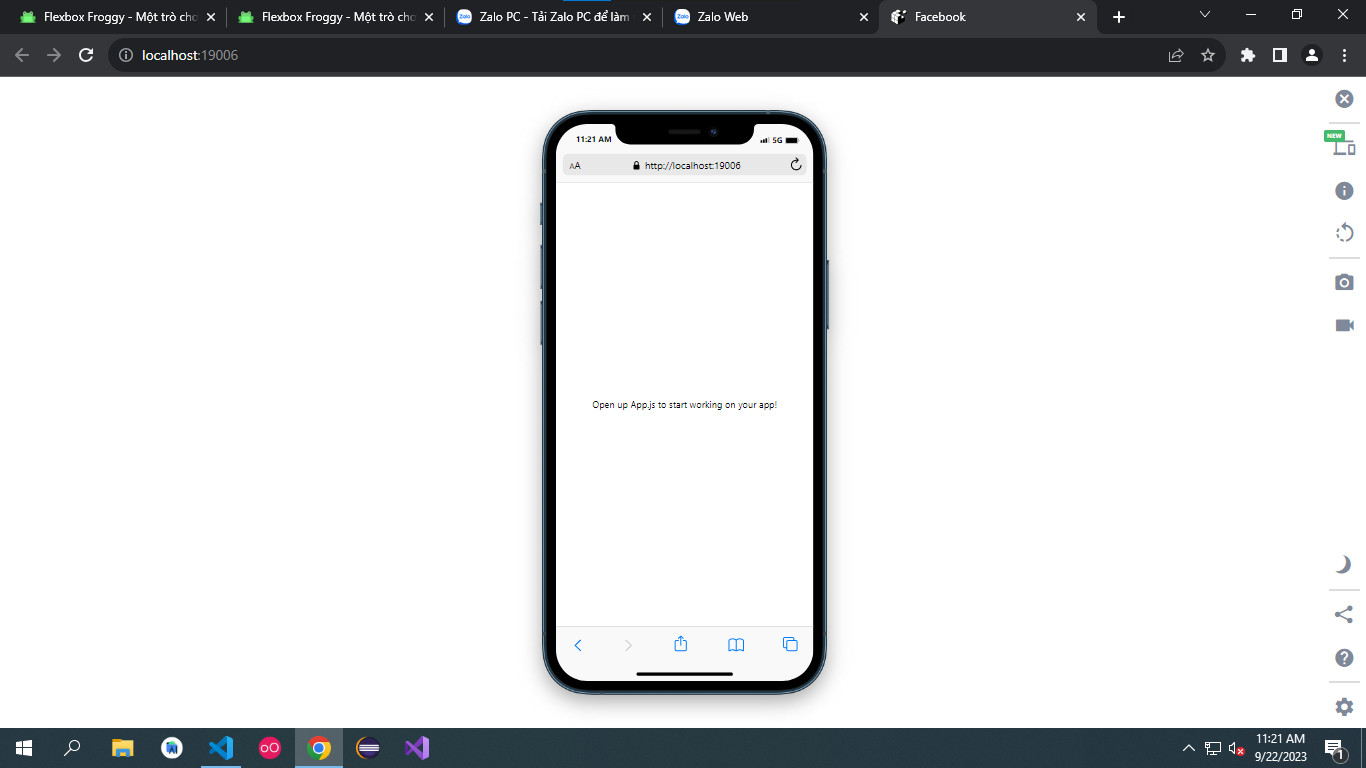 Flexbox Froggy - Một trò chơ
Flexbox Froggy - Một trò chơ
Zalo PC - Tải Zalo PC để làm
Zalo Web
Facebook
localhost:19006
NEW
11:21 AM
5G
AA
http://localhost:19006
Open up App.js to start working on your app!
11:21 AM
9/22/2023
1